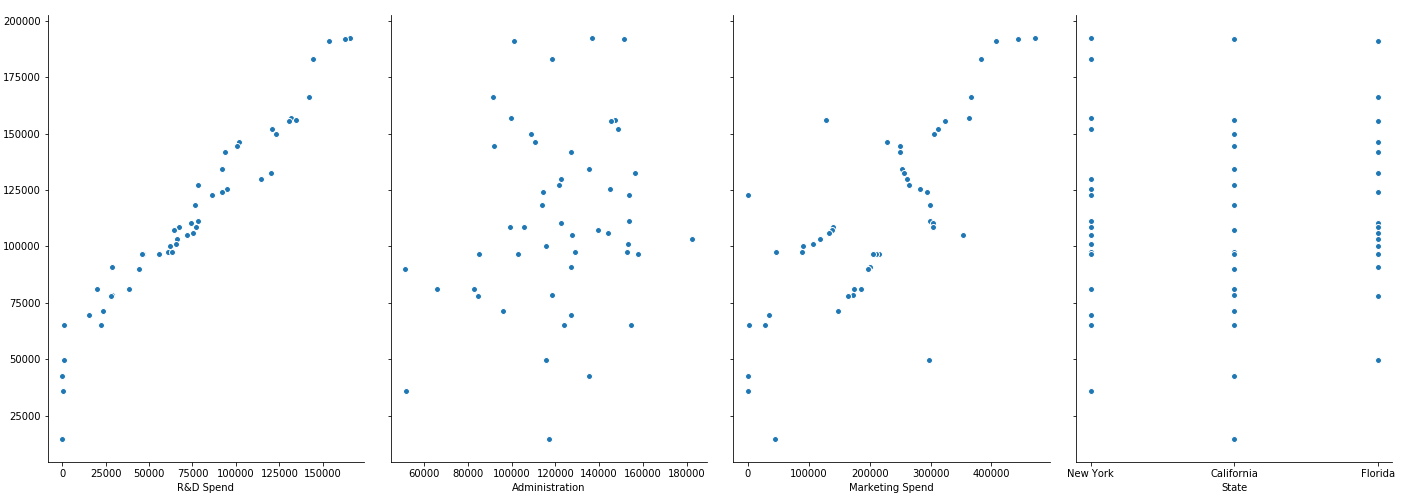 200000
175000
150000
125000
100000
75000
50000
25000
0 25000 50000 75000 100000 125000 150000
R&D Spend
60000 80000 100000 120000 140000 160000 180000
Administration
0 100000 200000 300000 400000
Marketing Spend
New York California Florida
State